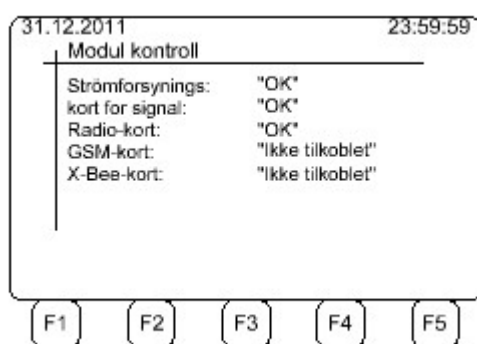 31.12.2011 23:59:59
Modul kontroll
Strömforsynings: "OK"
kort for signal: "OK"
Radio-kort: "OK"
GSM-kort: "Ikke tilkoblet"
X-Bee-kort: "Ikke tilkoblet"
F1 F2 F3 F4 F5